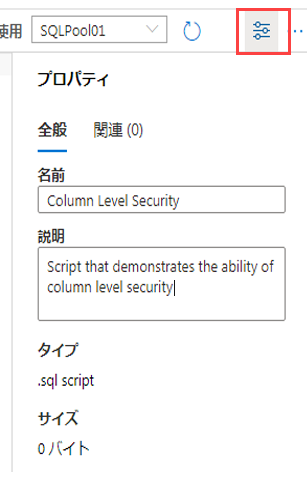 使用 SQLPool01
プロパティ
全般 関連 (0)
名前
Column Level Security
説明
Script that demonstrates the ability of
column level security
タイプ
.sql script
サイズ
0 バイト